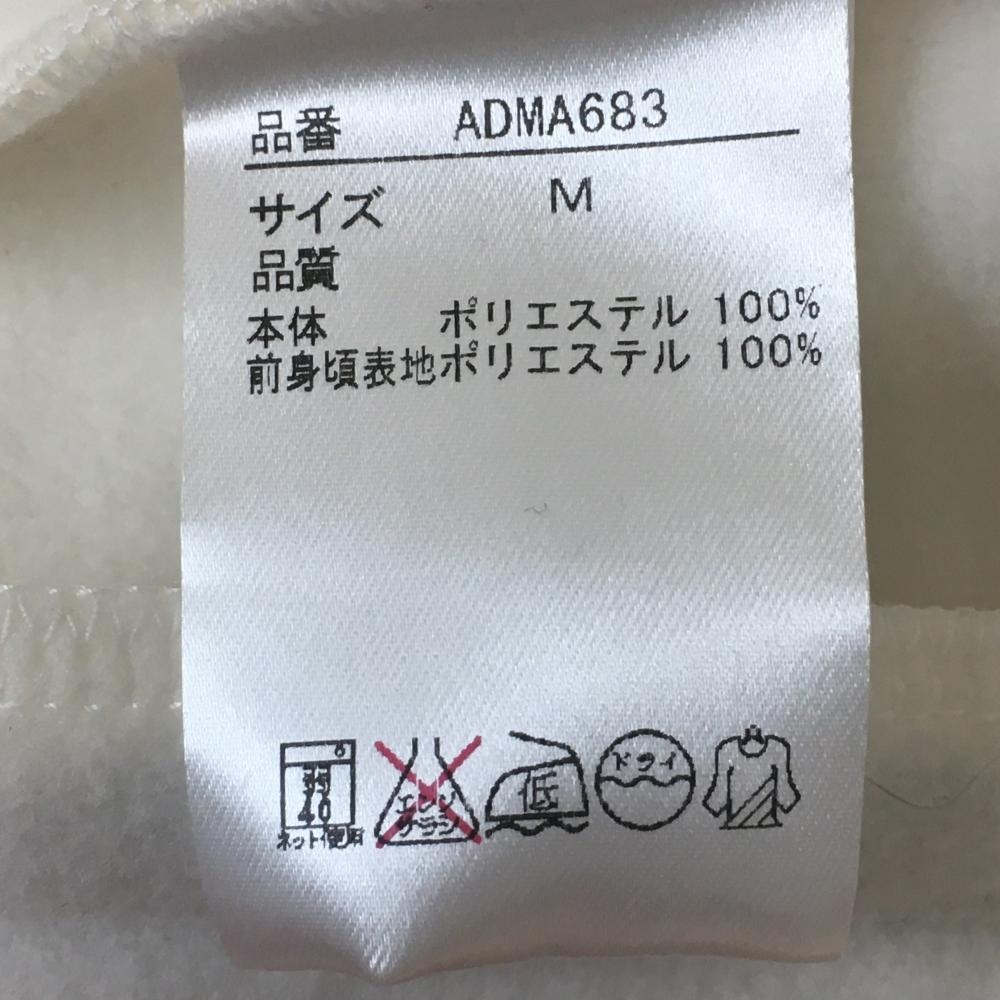 品番 ADMA683
サイズ M
品質
本体 ポリエステル 100%
前身頃表地ポリエステル 100%
弱
40
ネット使用
エンソ
サラシ
低
ドライ